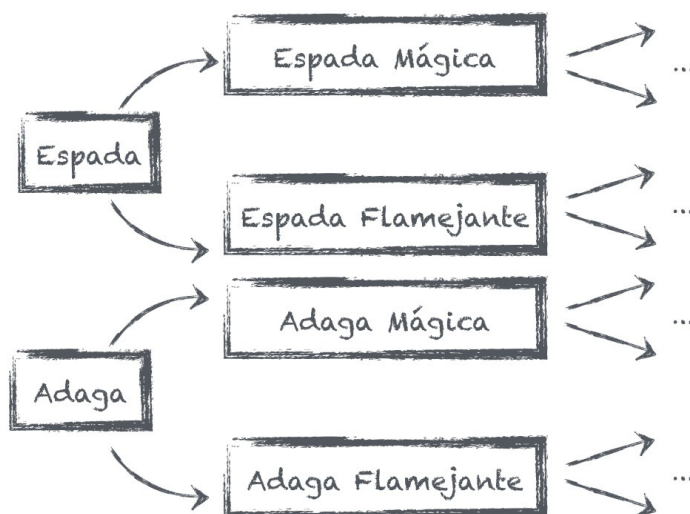 Espada Mágica
...
Espada
Espada Flamejante
...
Adaga Mágica
...
Adaga
Adaga Flamejante
...